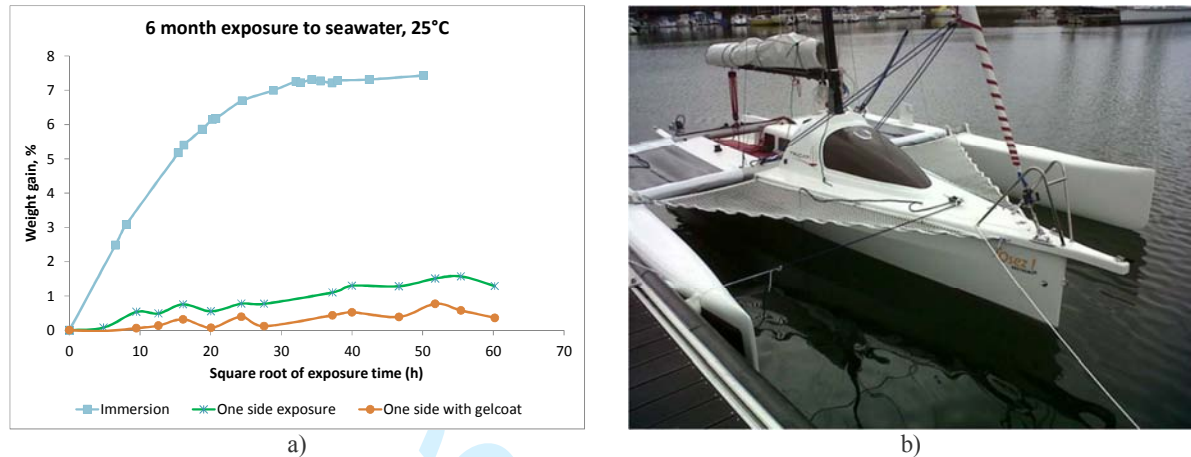 6 month exposure to seawater, 25°C
8
7
6
5
4
3
2
1
0
Weight gain, %
0 10 20 30 40 50 60 70
Square root of exposure time (h)
Immersion One side exposure One side with gelcoat
a) b)
Osez !